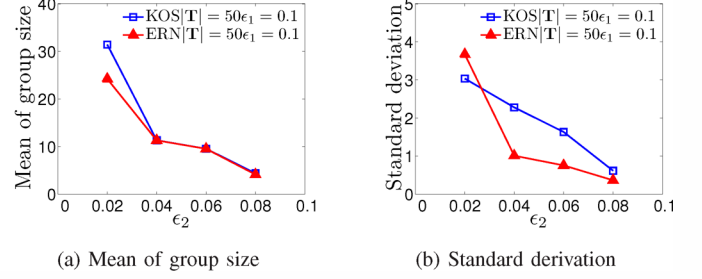 40
30
20
10
0
Mean of group size
KOS|T| = 50ϵ₁ = 0.1
ERN|T| = 50ϵ₁ = 0.1
0 0.02 0.04 0.06 0.08 0.1
ϵ₂
(a) Mean of group size
5
4
3
2
1
0
Standard deviation
KOS|T| = 50ϵ₁ = 0.1
ERN|T| = 50ϵ₁ = 0.1
0 0.02 0.04 0.06 0.08 0.1
ϵ₂
(b) Standard derivation